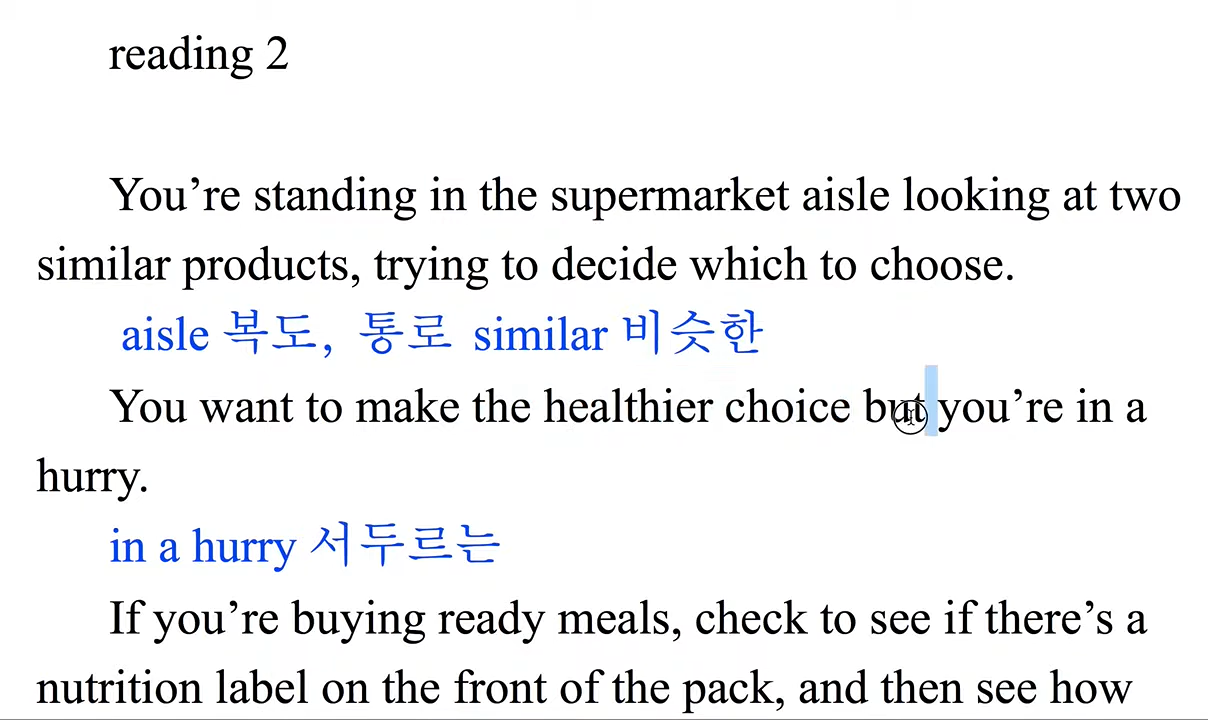 reading 2
You’re standing in the supermarket aisle looking at two
similar products, trying to decide which to choose.
aisle 복도, 통로 similar 비슷한
You want to make the healthier choice but you’re in a
hurry.
in a hurry 서두르는
If you’re buying ready meals, check to see if there’s a
nutrition label on the front of the pack, and then see how